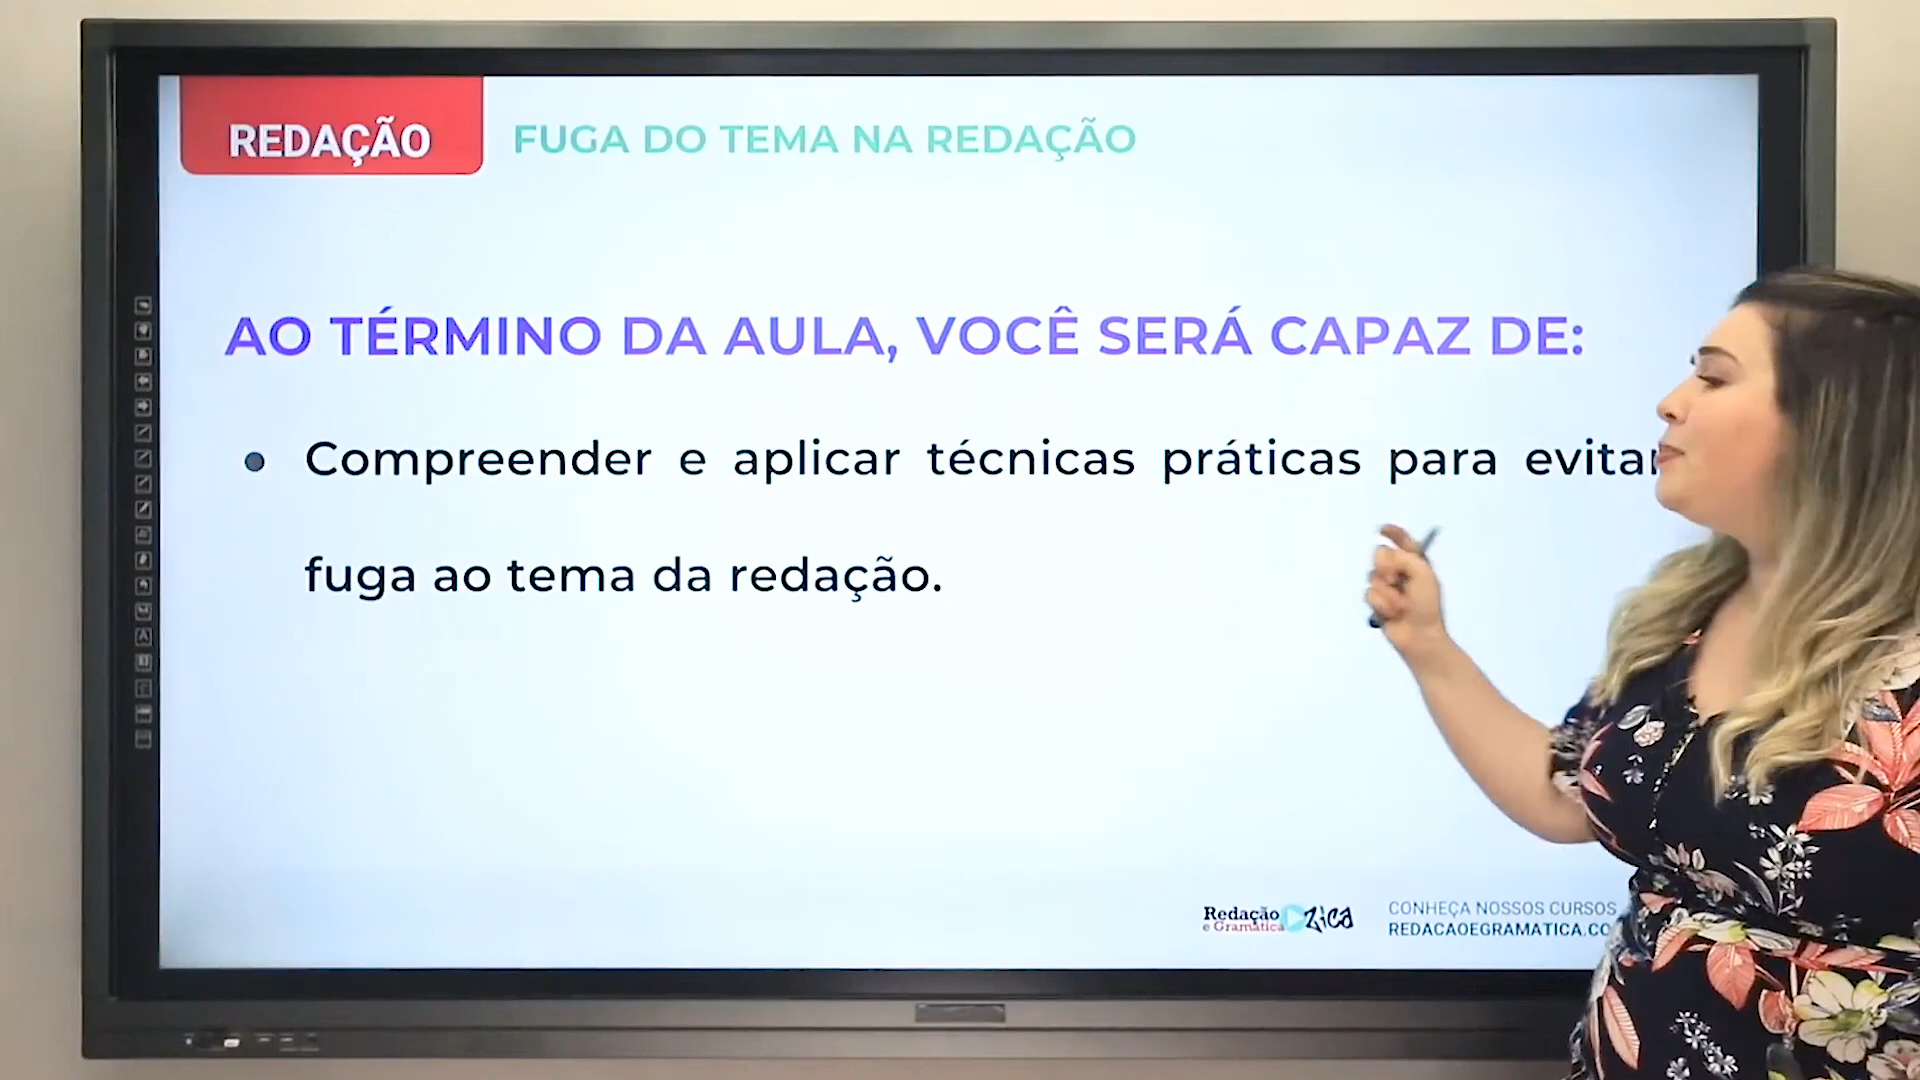 REDAÇÃO
FUGA DO TEMA NA REDAÇÃO
AO TÉRMINO DA AULA, VOCÊ SERÁ CAPAZ DE:
• Compreender e aplicar técnicas práticas para evitar
fuga ao tema da redação.
Redação e Gramática Zica
CONHEÇA NOSSOS CURSOS
REDACAOEGRAMATICA.CO